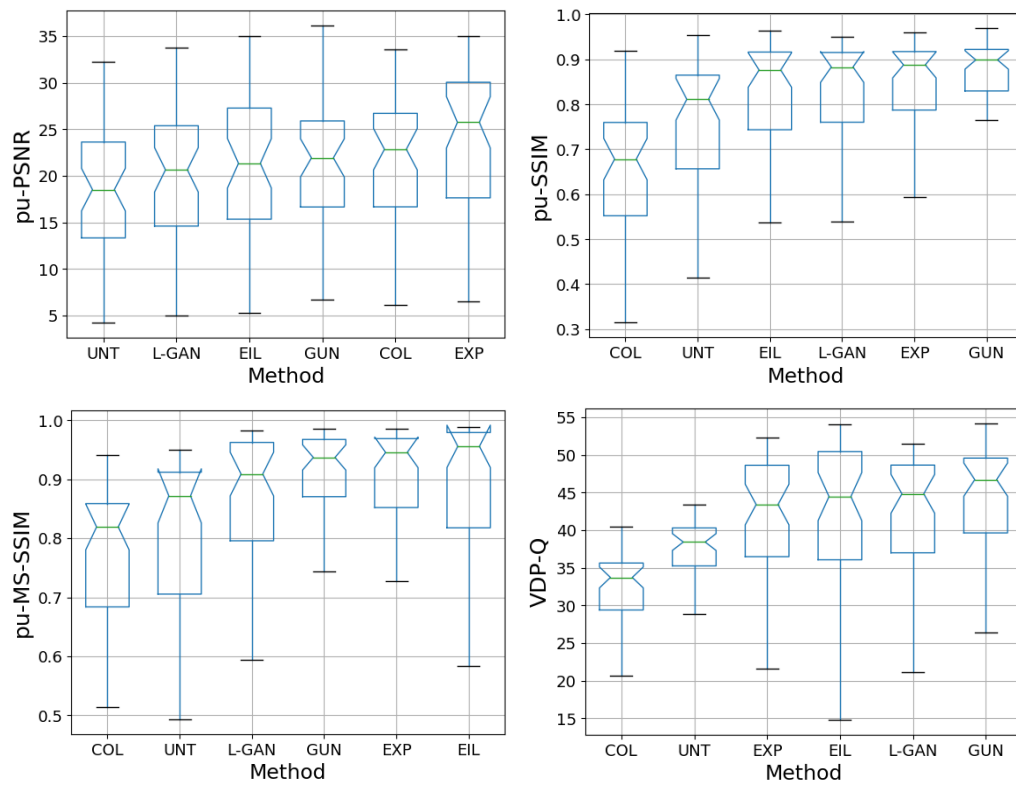 pu-PSNR
35
30
25
20
15
10
5
UNT L-GAN EIL GUN COL EXP
Method
pu-SSIM
1.0
0.9
0.8
0.7
0.6
0.5
0.4
0.3
COL UNT EIL L-GAN EXP GUN
Method
pu-MS-SSIM
1.0
0.9
0.8
0.7
0.6
0.5
COL UNT L-GAN GUN EXP EIL
Method
VDP-Q
55
50
45
40
35
30
25
20
15
COL UNT EXP EIL L-GAN GUN
Method